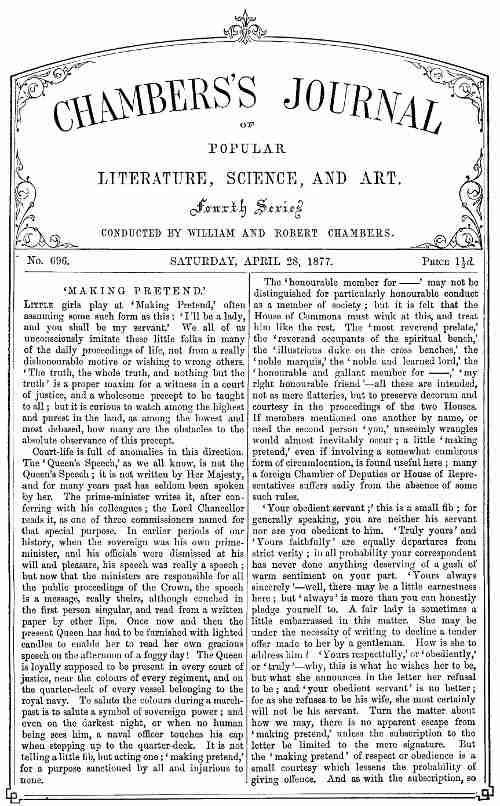 CHAMBERS'S JOURNAL
OF
POPULAR
LITERATURE, SCIENCE, AND ART.
Fourth Series
CONDUCTED BY WILLIAM AND ROBERT CHAMBERS.
No. 696.
SATURDAY, APRIL 28, 1877.
PRICE 1½d.
'MAKING PRETEND.'
LITTLE girls play at 'Making Pretend,' often
assuming some such form as this: 'I'll be a lady,
and you shall be my servant.' We all of us
unconsciously imitate these little folks in many
of the daily proceedings of life, not from a really
dishonourable motive or wishing to wrong others.
'The truth, the whole truth, and nothing but the
truth' is a proper maxim for a witness in a court
of justice, and a wholesome precept to be taught
to all; but it is curious to watch among the highest
and purest in the land, as among the lowest and
most debased, how many are the obstacles to the
absolute observance of this precept.
Court-life is full of anomalies in this direction.
The 'Queen's Speech,' as we all know, is not the
Queen's Speech; it is not written by Her Majesty,
and for many years past has seldom been spoken
by her. The prime-minister writes it, after con-
ferring with his colleagues; the Lord Chancellor
reads it, as one of three commissioners named for
that special purpose. In earlier periods of our
history, when the sovereign was his own prime-
minister, and his officials were dismissed at his
will and pleasure, his speech was really a speech;
but now that the ministers are responsible for all
the public proceedings of the Crown, the speech
is a message, really theirs, although couched in
the first person singular, and read from a written
paper by other lips. Once now and then the
present Queen has had to be furnished with lighted
candles to enable her to read her own gracious
speech on the afternoon of a foggy day! The Queen
is loyally supposed to be present in every court of
justice, near the colours of every regiment, and on
the quarter-deck of every vessel belonging to the
royal navy. To salute the colours during a march-
past is to salute a symbol of sovereign power; and
even on the darkest night, or when no human
being sees him, a naval officer touches his cap
when stepping up to the quarter-deck. It is not
telling a little fib, but acting one; 'making pretend,'
for a purpose sanctioned by all and injurious to
none.
The 'honourable member for ——' may not be
distinguished for particularly honourable conduct
as a member of society; but it is felt that the
House of Commons must wink at this, and treat
him like the rest. The 'most reverend prelate,'
the 'reverend occupants of the spiritual bench,'
the 'illustrious duke on the cross benches,' the
'noble marquis,' the 'noble and learned lord,' the
'honourable and gallant member for ——,' 'my
right honourable friend'—all these are intended,
not as mere flatteries, but to preserve decorum and
courtesy in the proceedings of the two Houses.
If members mentioned one another by name, or
used the second person 'you,' unseemly wrangles
would almost inevitably occur; a little 'making
pretend,' even if involving a somewhat cumbrous
form of circumlocution, is found useful here; many
a foreign Chamber of Deputies or House of Repre-
sentatives suffers sadly from the absence of some
such rules.
'Your obedient servant;' this is a small fib; for
generally speaking, you are neither his servant
nor are you obedient to him. 'Truly yours' and
'Yours faithfully' are equally departures from
strict verity; in all probability your correspondent
has never done anything deserving of a gush of
warm sentiment on your part. 'Yours always
sincerely'—well, there may be a little earnestness
here; but 'always' is more than you can honestly
pledge yourself to. A fair lady is sometimes a
little embarrassed in this matter. She may be
under the necessity of writing to decline a tender
offer made to her by a gentleman. How is she to
address him? 'Yours respectfully,' or 'obediently,'
or 'truly'—why, this is what he wishes her to be,
but what she announces in the letter her refusal
to be; and 'your obedient servant' is no better;
for as she refuses to be his wife, she most certainly
will not be his servant. Turn the matter about
how we may, there is no apparent escape from
'making pretend,' unless the subscription to the
letter be limited to the mere signature. But
the 'making pretend' of respect or obedience is a
small courtesy which lessens the probability of
giving offence. And as with the subscription, so